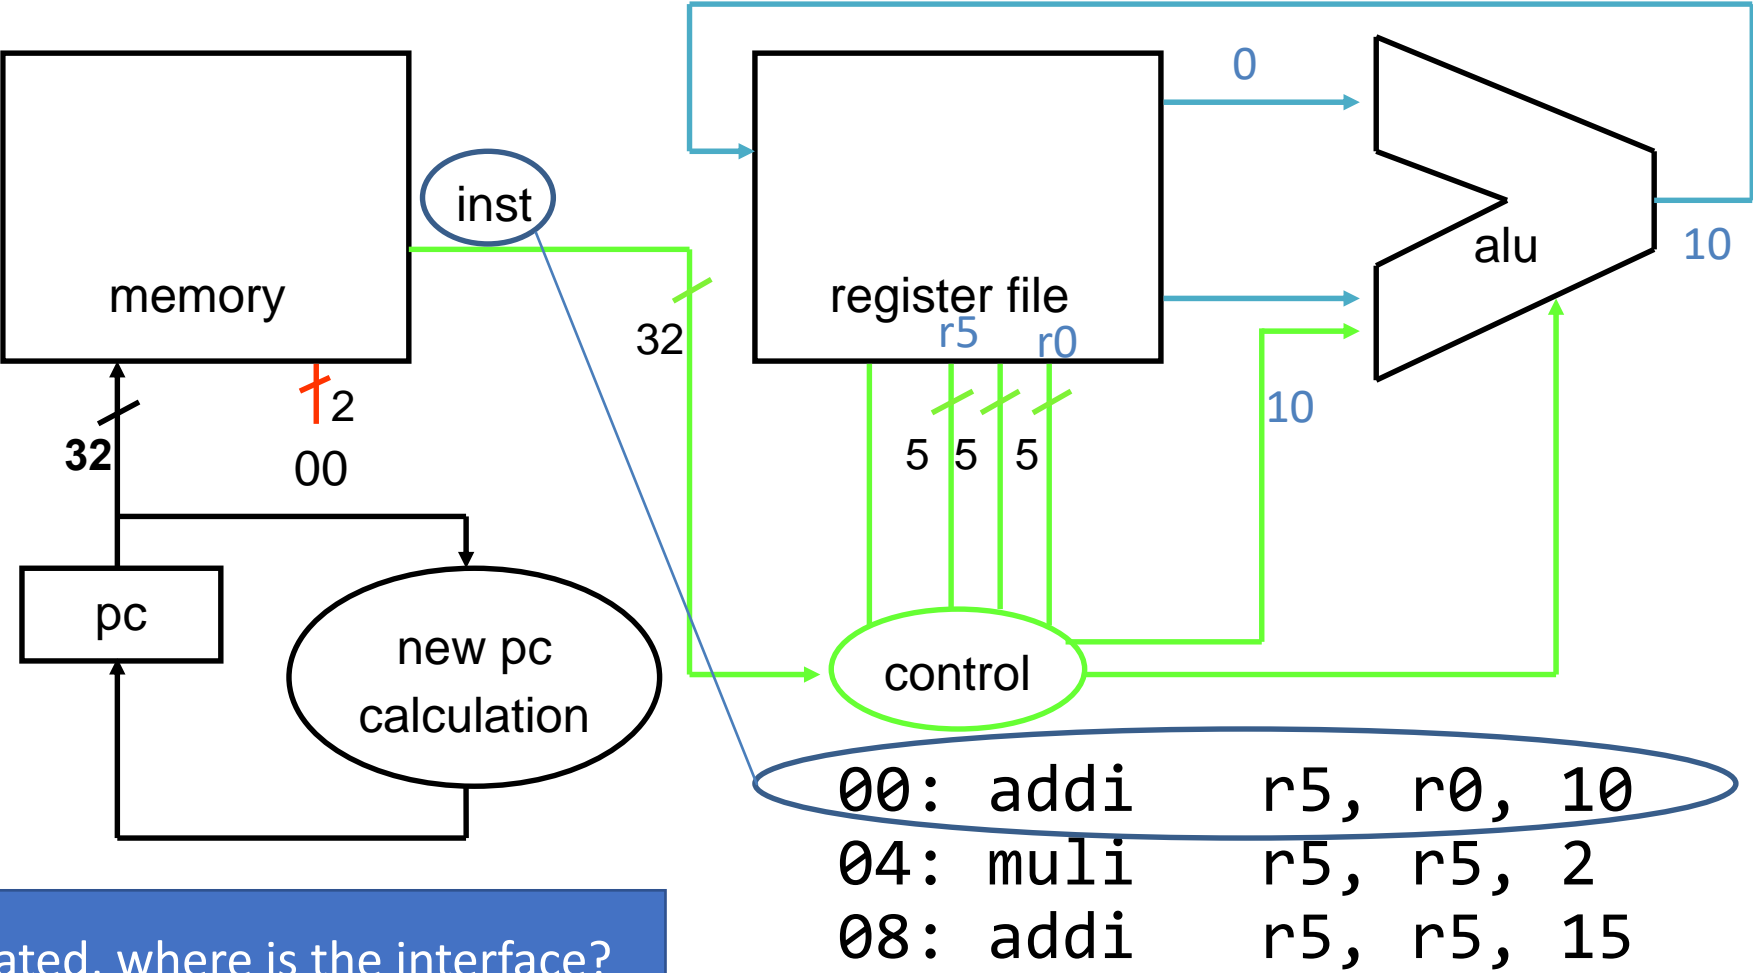 0
inst
alu
10
memory
register file
32
r5
r0
2
10
32
00
5
5
5
pc
new pc
calculation
control
00: addi r5, r0, 10
04: muli r5, r5, 2
08: addi r5, r5, 15
where is the interface?